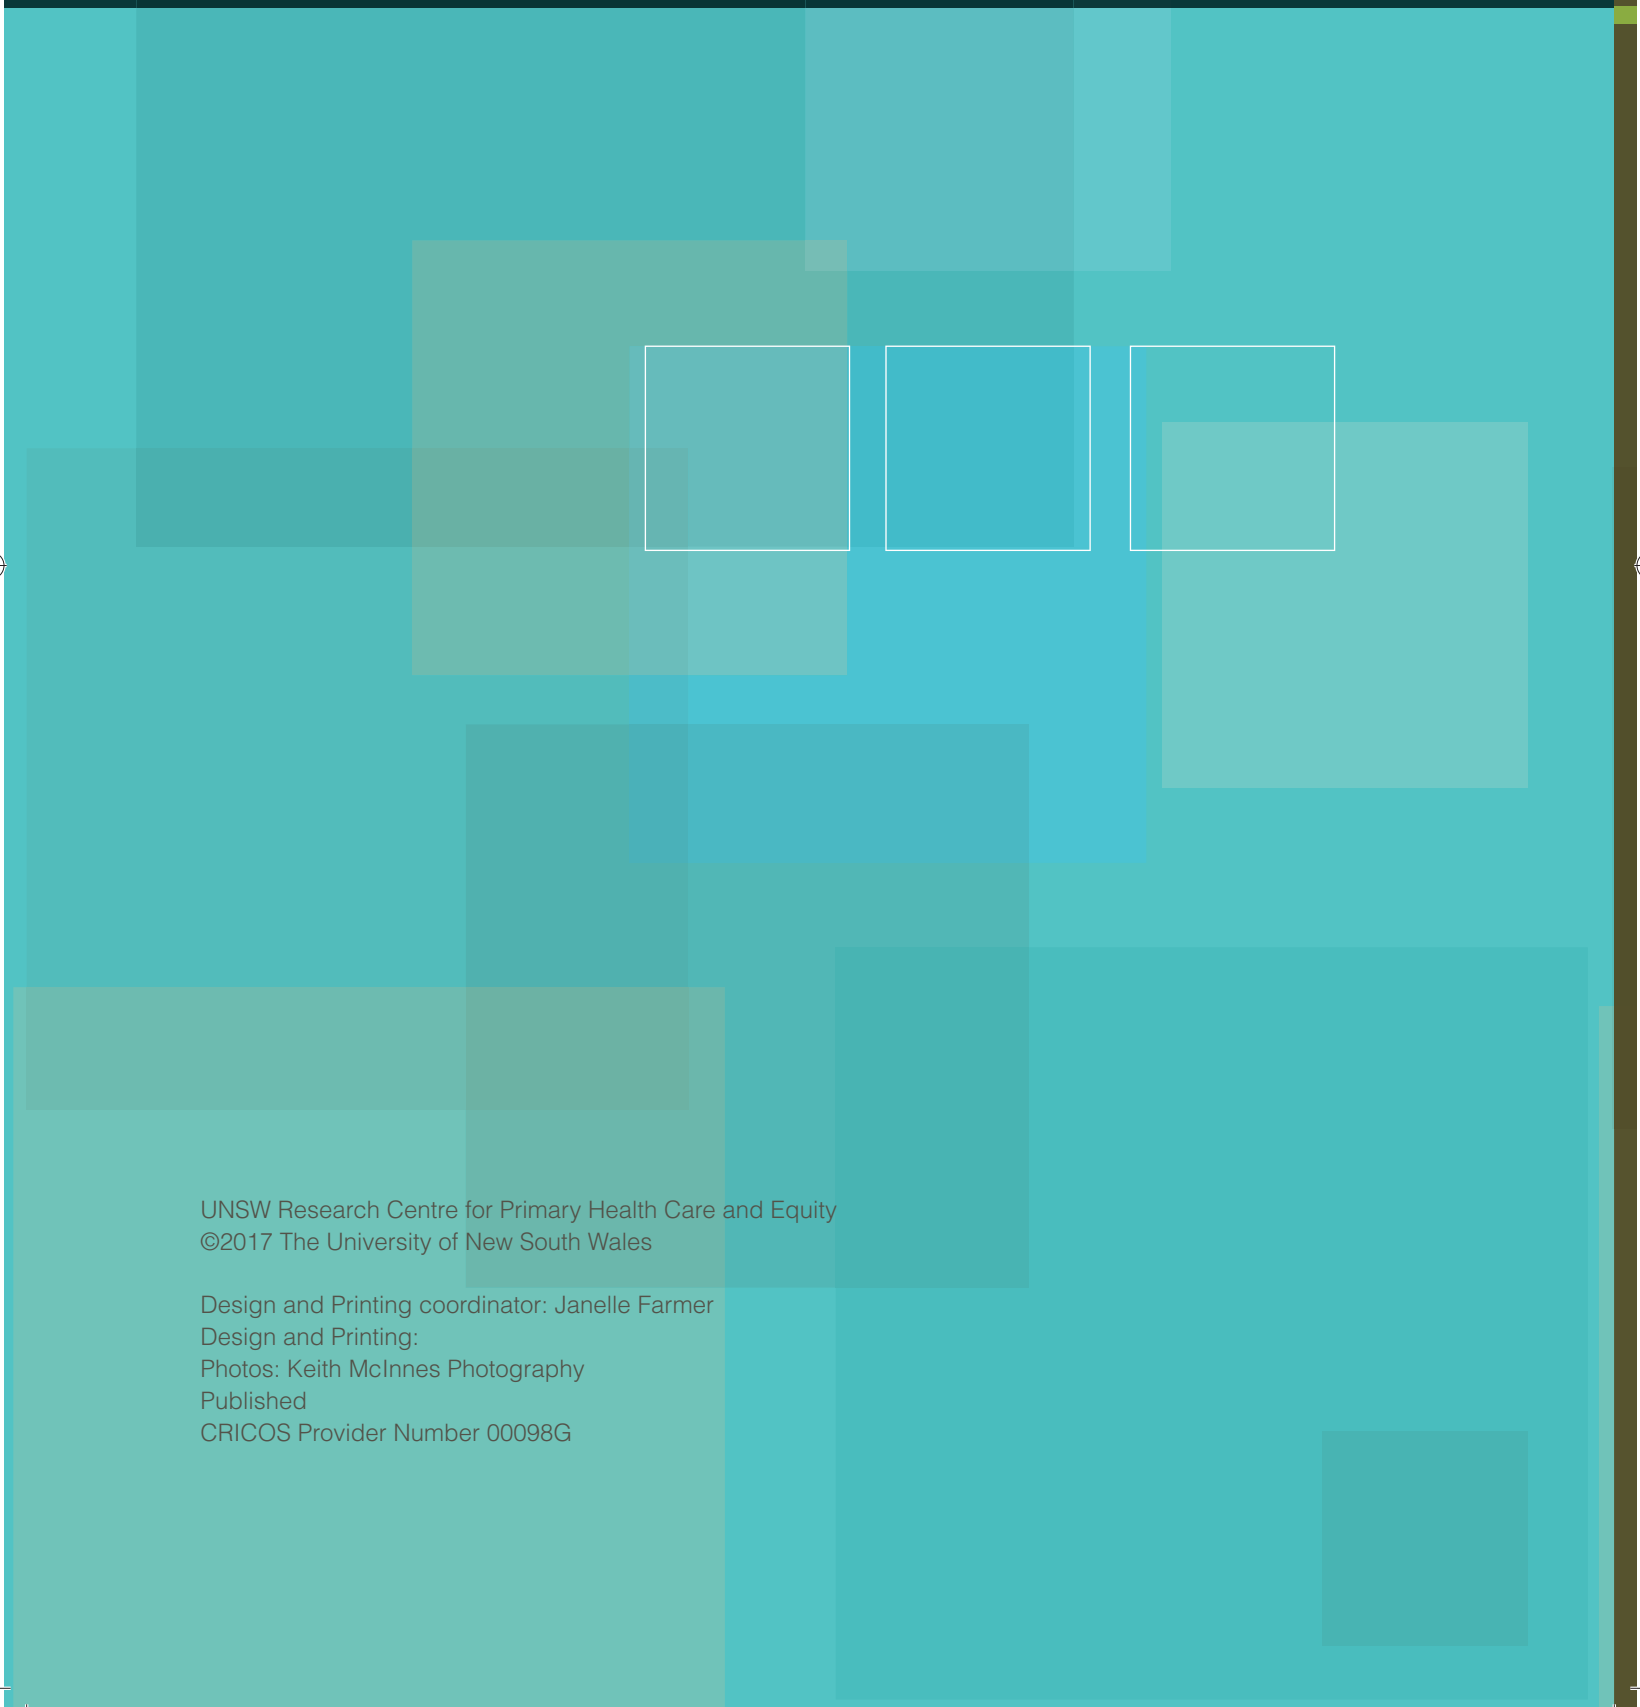 UNSW Research Centre for Primary Health Care and Equity
©2017 The University of New South Wales
Design and Printing coordinator: Janelle Farmer
Design and Printing:
Photos: Keith McInnes Photography
Published
CRICOS Provider Number 00098G